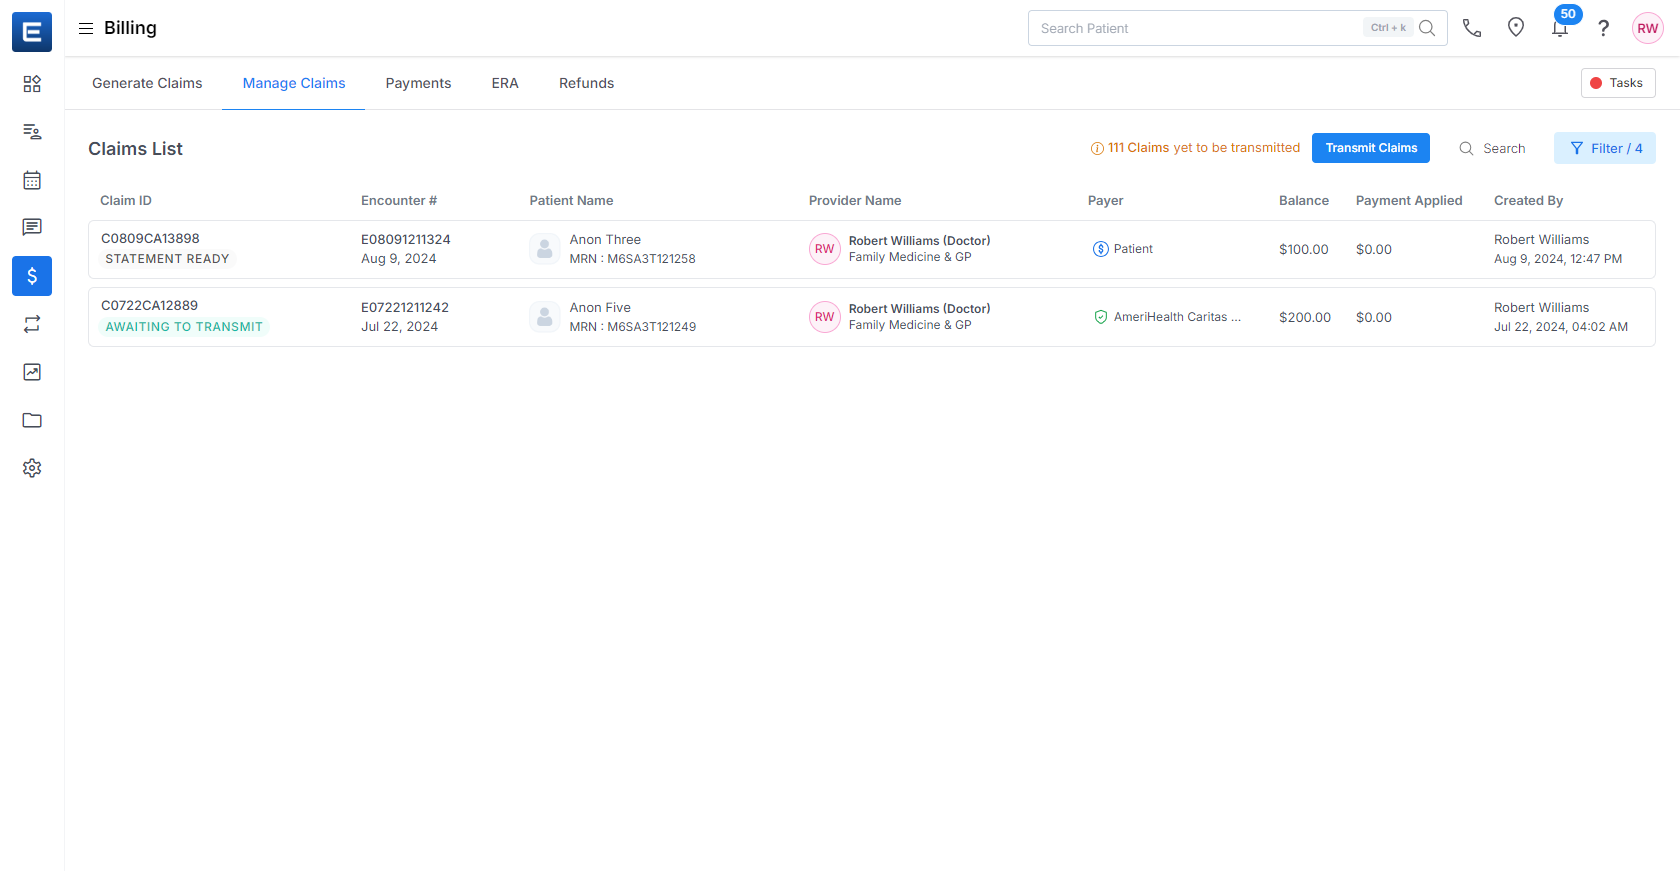 E
Billing
Search Patient
Ctrl + k
50
?
RW
Generate Claims
Manage Claims
Payments
ERA
Refunds
Tasks
Claims List
111 Claims yet to be transmitted
Transmit Claims
Search
Filter / 4
Claim ID
Encounter #
Patient Name
Provider Name
Payer
Balance
Payment Applied
Created By
C0809CA13898
STATEMENT READY
E08091211324
Aug 9, 2024
Anon Three
MRN : M6SA3T121258
RW
Robert Williams (Doctor)
Family Medicine & GP
Patient
$100.00
$0.00
Robert Williams
Aug 9, 2024, 12:47 PM
C0722CA12889
AWAITING TO TRANSMIT
E07221211242
Jul 22, 2024
Anon Five
MRN : M6SA3T121249
RW
Robert Williams (Doctor)
Family Medicine & GP
AmeriHealth Caritas ...
$200.00
$0.00
Robert Williams
Jul 22, 2024, 04:02 AM